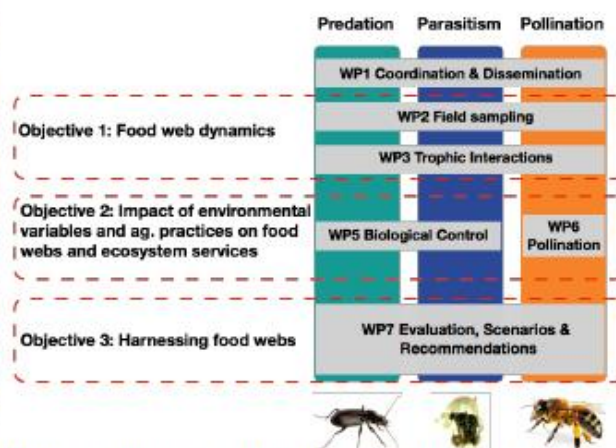 Predation Parasitism Pollination
WP1 Coordination & Dissemination
WP2 Field sampling
Objective 1: Food web dynamics
WP3 Trophic Interactions
Objective 2: Impact of environmental
variables and ag. practices on food
webs and ecosystem services
WP5 Biological Control
WP6
Pollination
Objective 3: Harnessing food webs
WP7 Evaluation, Scenarios &
Recommendations